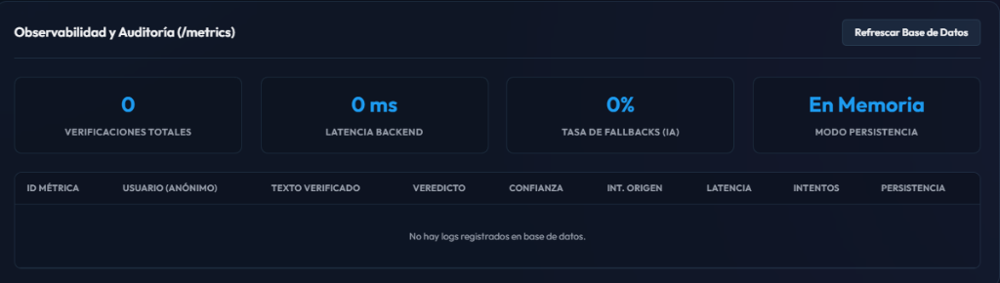 Observabilidad y Auditoría (/metrics)
Refrescar Base de Datos
0
VERIFICACIONES TOTALES
0 ms
LATENCIA BACKEND
0%
TASA DE FALLBACKS (IA)
En Memoria
MODO PERSISTENCIA
ID MÉTRICA USUARIO (ANÓNIMO) TEXTO VERIFICADO VEREDICTO CONFIANZA INT. ORIGEN LATENCIA INTENTOS PERSISTENCIA
No hay logs registrados en base de datos.